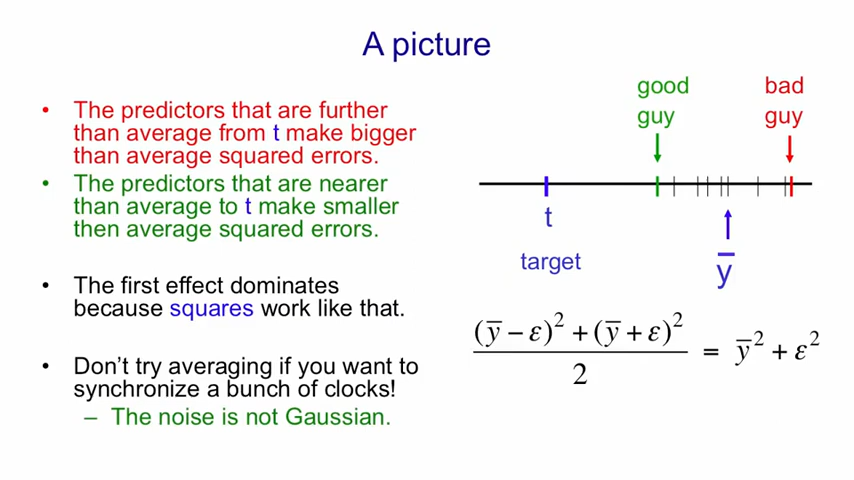 A picture
• The predictors that are further
than average from t make bigger
than average squared errors.
• The predictors that are nearer
than average to t make smaller
then average squared errors.
• The first effect dominates
because squares work like that.
• Don't try averaging if you want to
synchronize a bunch of clocks!
– The noise is not Gaussian.
good guy
bad guy
t
target
ȳ
((ȳ − ε)² + (ȳ + ε)²) / 2 = ȳ² + ε²